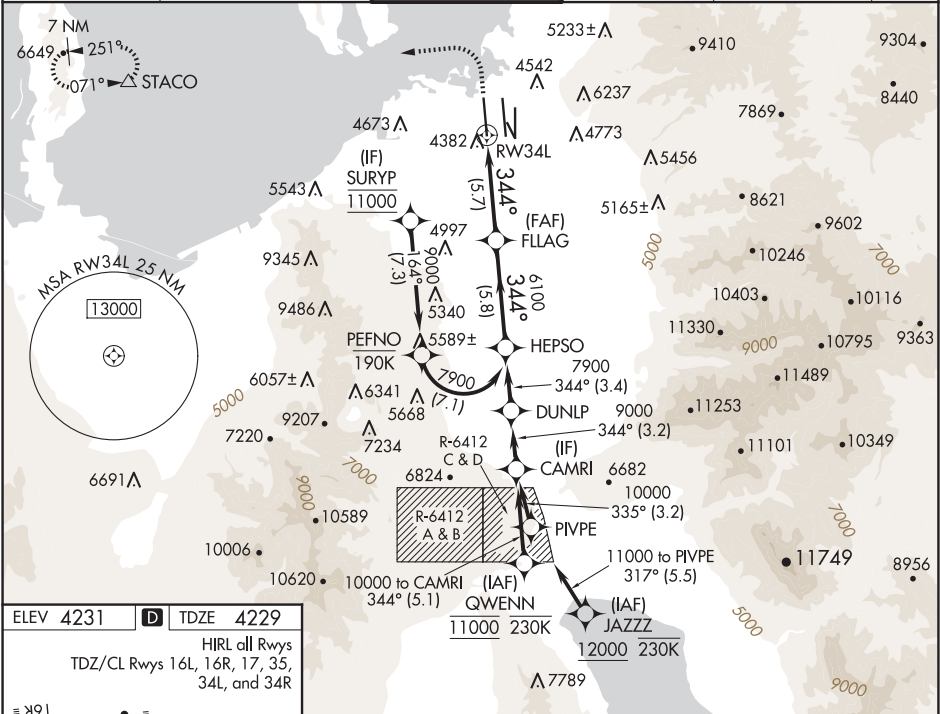 7 NM
6649
251°
071°
STACO
5233±
9410
9304
4542
6237
8440
7869
4673
4382
RW34L
4773
5456
(IF)
SURYP
11000
344°
(5.7)
5543
5165±
8621
(FAF)
FLLAG
9602
4997
9000
164°
(7.3)
5000
7000
10246
9345
MSA RW34L 25 NM
13000
5340
6100
344°
(5.8)
10403
10116
9486
11330
9363
PEFNO
190K
5589±
HEPSO
9000
10795
7900
(7.1)
7900
344° (3.4)
11489
6057±
6341
5668
5000
DUNLP
11253
9207
7220
7234
9000
344° (3.2)
R-6412
C & D
(IF)
CAMRI
11101
10349
6691
7000
6824
6682
10000
335° (3.2)
9000
R-6412
A & B
PIVPE
7000
10589
10006
11749
11000 to PIVPE
317° (5.5)
8956
10620
10000 to CAMRI
344° (5.1)
(IAF)
QWENN
11000 230K
(IAF)
JAZZZ
12000 230K
5000
7789
9000
ELEV 4231 D TDZE 4229
HIRL all Rwys
TDZ/CL Rwys 16L, 16R, 17, 35,
34L, and 34R
16R